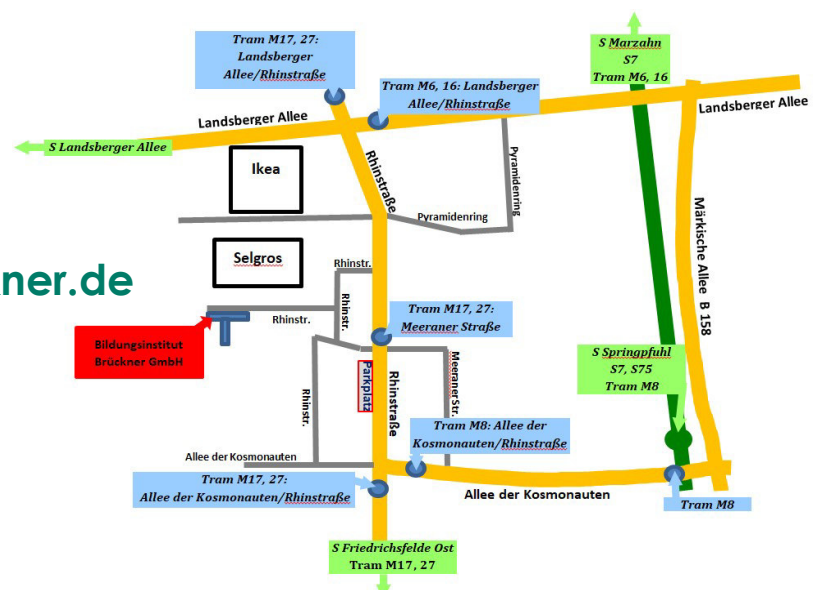 Tram M17, 27:
Landsberger
Allee/Rhinstraße
S Marzahn
S7
Tram M6, 16
Tram M6, 16: Landsberger
Allee/Rhinstraße
Landsberger Allee
Landsberger Allee
S Landsberger Allee
Ikea
Rhinstraße
Pyramidenring
Pyramidenring
Selgros
Rhinstr.
kner.de
Märkische Allee B 158
Rhinstr.
Rhinstr.
Tram M17, 27:
Meeraner Straße
Bildungsinstitut
Brückner GmbH
S Springpfuhl
S7, S75
Tram M8
Parkplatz
Rhinstraße
Meeraner Str.
Rhinstr.
Tram M8: Allee der
Kosmonauten/Rhinstraße
Allee der Kosmonauten
Tram M17, 27:
Allee der Kosmonauten/Rhinstraße
Allee der Kosmonauten
Tram M8
S Friedrichsfelde Ost
Tram M17, 27